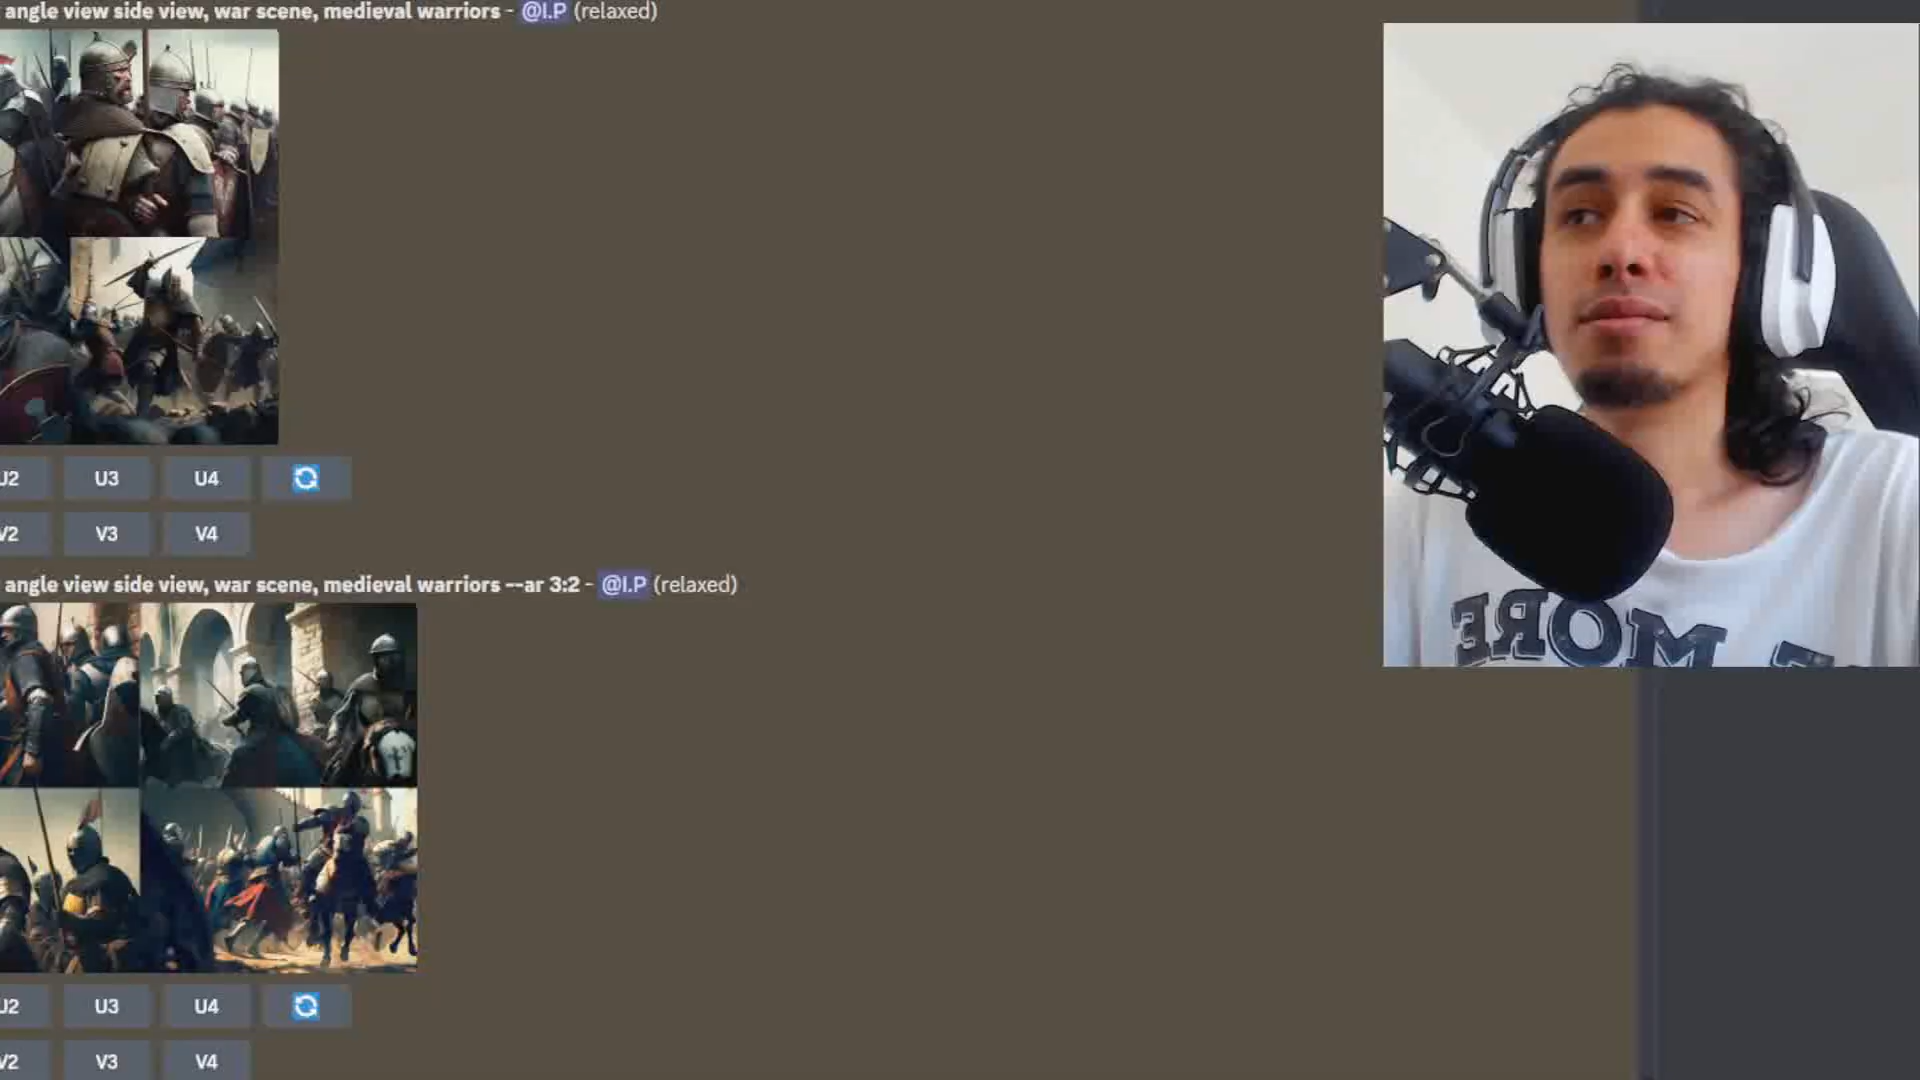 angle view side view, war scene, medieval warriors - @I.P (relaxed)
U2 U3 U4
V2 V3 V4
angle view side view, war scene, medieval warriors --ar 3:2 - @I.P (relaxed)
U2 U3 U4
V2 V3 V4
MORE